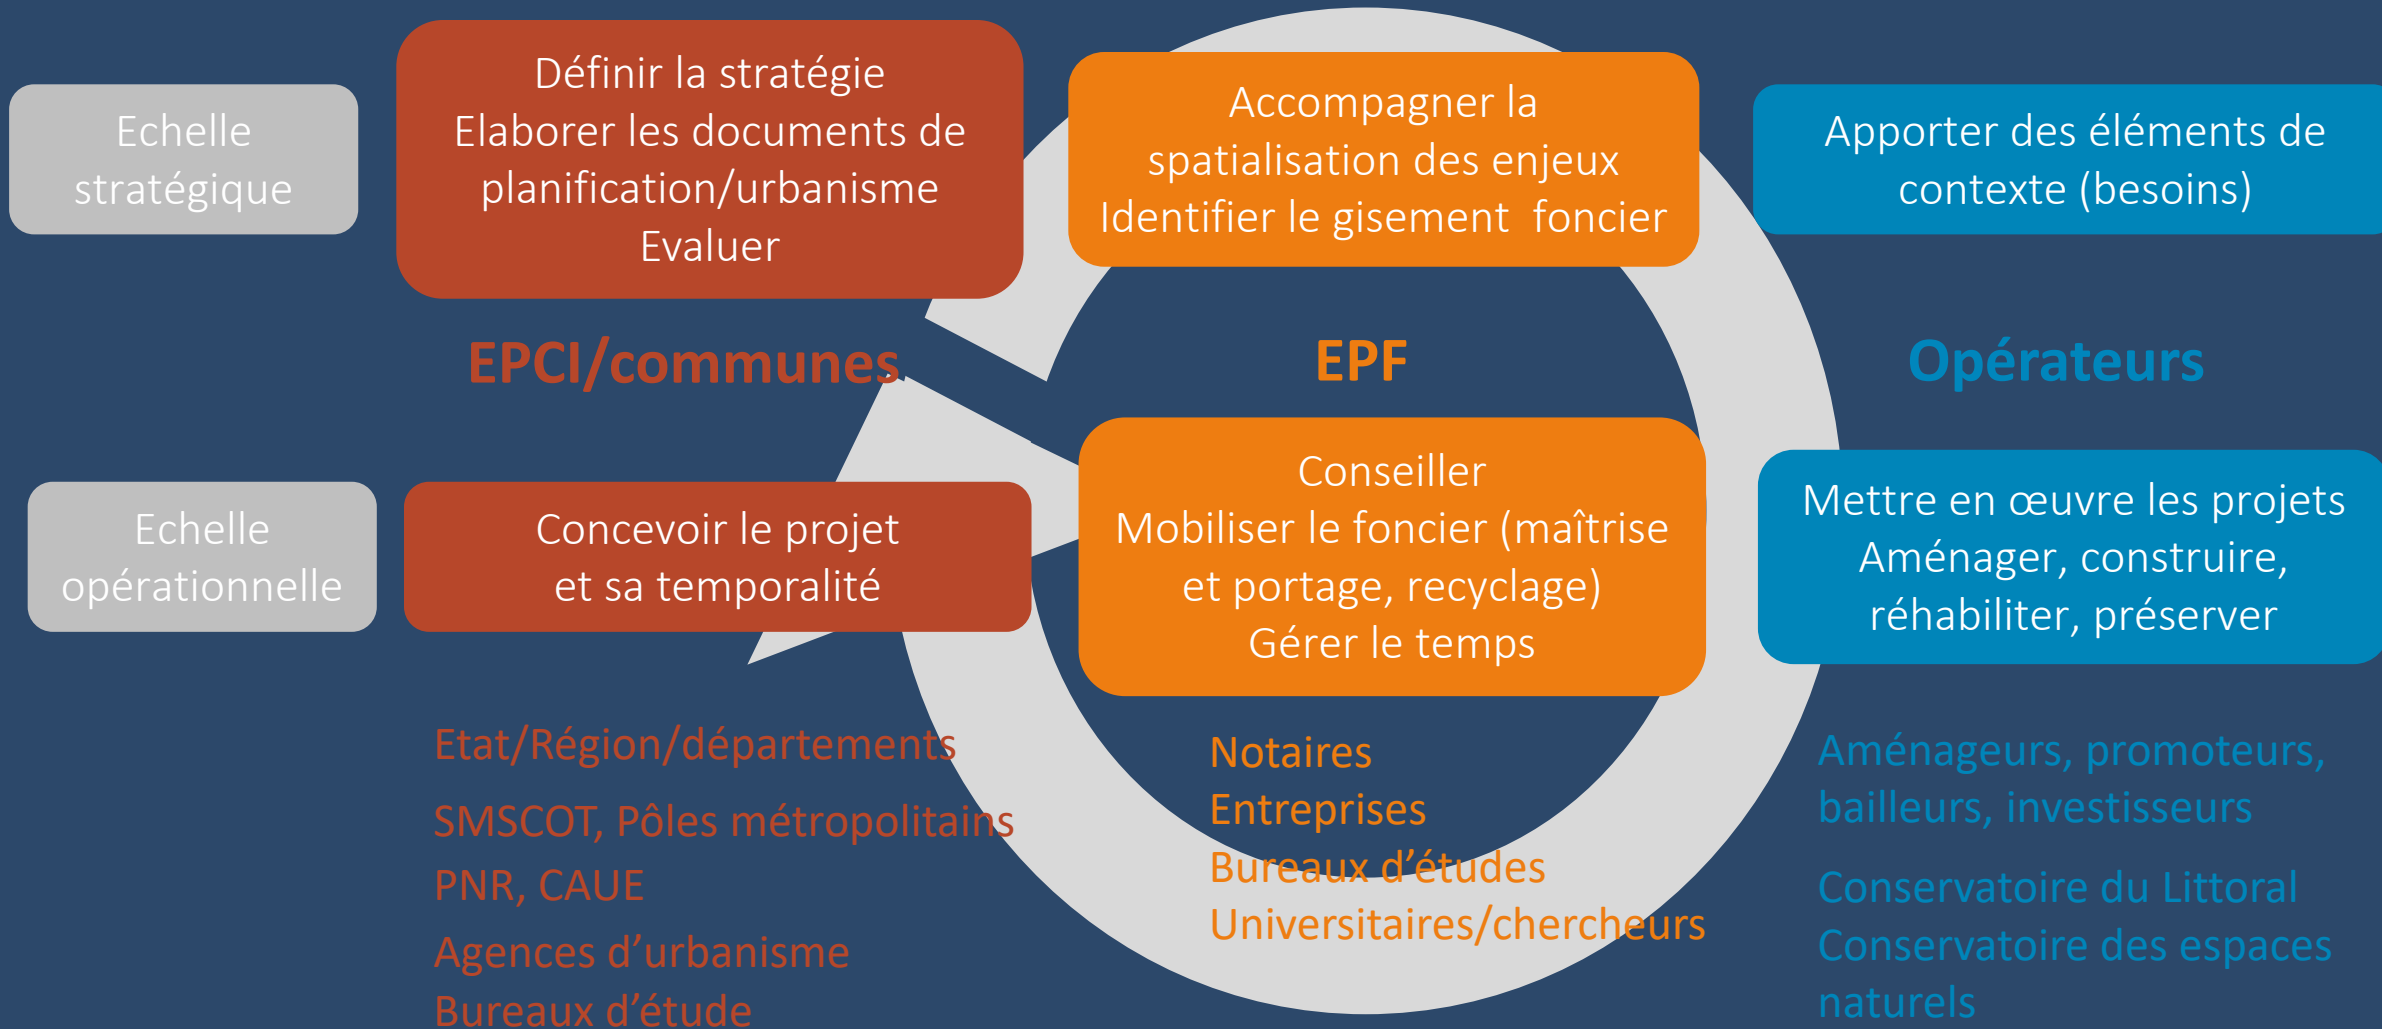 Echelle
stratégique
Définir la stratégie
Elaborer les documents de
planification/urbanisme
Evaluer
Accompagner la
spatialisation des enjeux
Identifier le gisement  foncier
Apporter des éléments de
contexte (besoins)
EPCI/communes
EPF
Opérateurs
Echelle
opérationnelle
Concevoir le projet
et sa temporalité
Conseiller
Mobiliser le foncier (maîtrise
et portage, recyclage)
Gérer le temps
Mettre en œuvre les projets
Aménager, construire,
réhabiliter, préserver
Etat/Région/départements
SMSCOT, Pôles métropolitains
PNR, CAUE
Agences d’urbanisme
Bureaux d’étude
Notaires
Entreprises
Bureaux d’études
Universitaires/chercheurs
Aménageurs, promoteurs,
bailleurs, investisseurs
Conservatoire du Littoral
Conservatoire des espaces
naturels